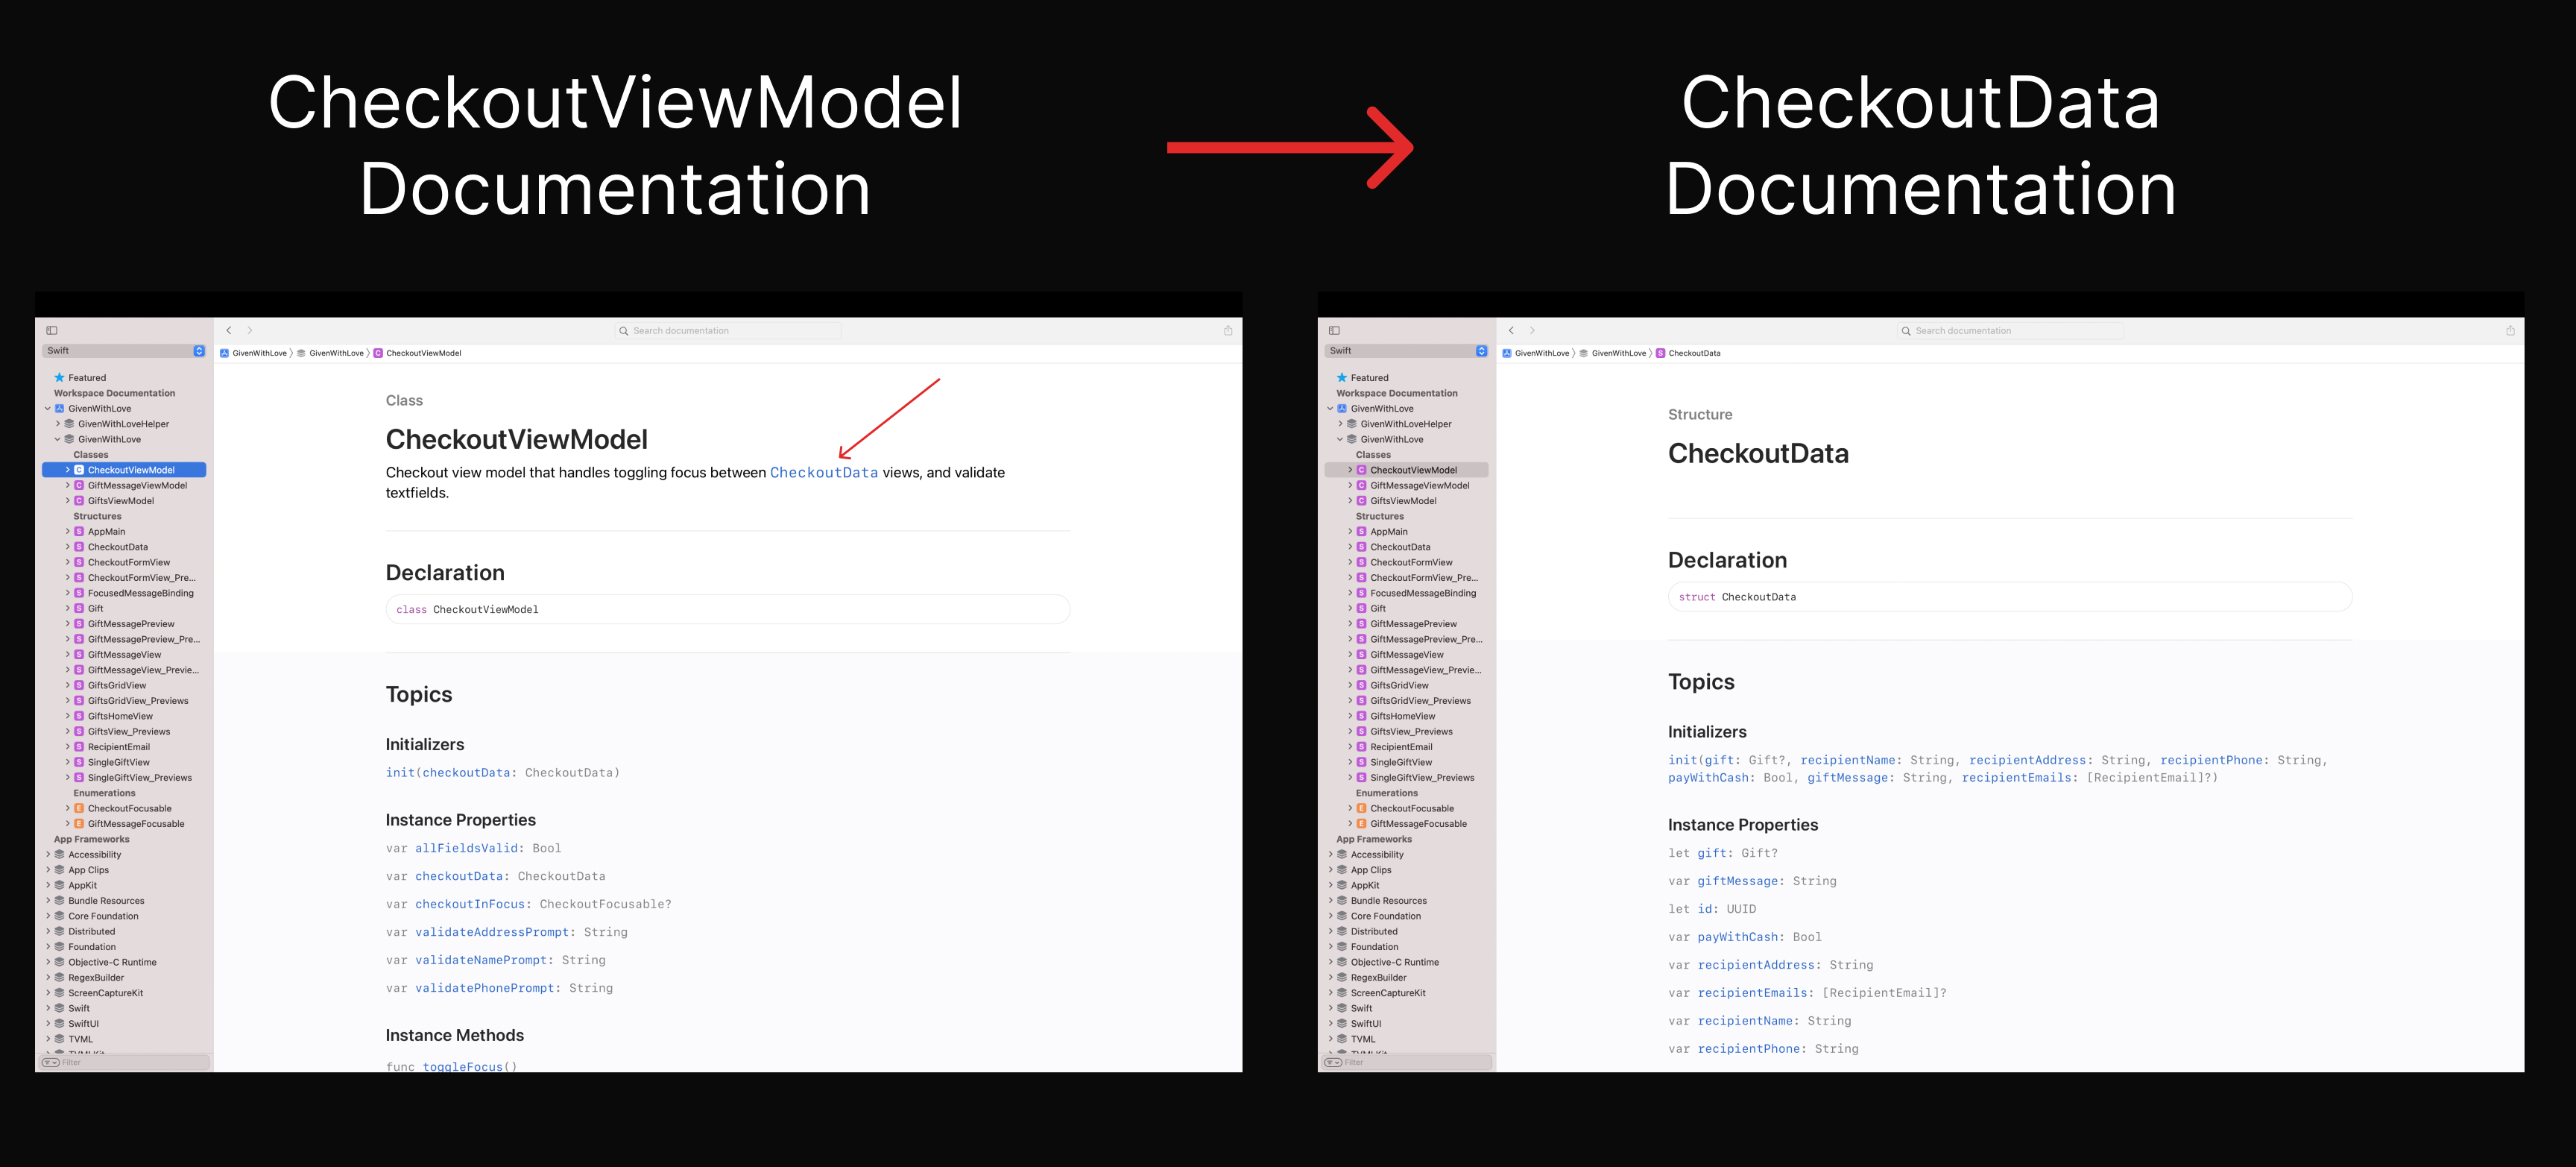 CheckoutViewModel
Documentation
CheckoutData
Documentation
Search documentation
Swift
GivenWithLove 〉 GivenWithLove 〉 C CheckoutViewModel
Featured
Workspace Documentation
GivenWithLove
GivenWithLoveHelper
GivenWithLove
Classes
C CheckoutViewModel
C GiftMessageViewModel
C GiftsViewModel
Structures
S AppMain
S CheckoutData
S CheckoutFormView
S CheckoutFormView_Pre...
S FocusedMessageBinding
S Gift
S GiftMessagePreview
S GiftMessagePreview_Pre...
S GiftMessageView
S GiftMessageView_Previe...
S GiftsGridView
S GiftsGridView_Previews
S GiftsHomeView
S GiftsView_Previews
S RecipientEmail
S SingleGiftView
S SingleGiftView_Previews
Enumerations
E CheckoutFocusable
E GiftMessageFocusable
App Frameworks
Accessibility
App Clips
AppKit
Bundle Resources
Core Foundation
Distributed
Foundation
Objective-C Runtime
RegexBuilder
ScreenCaptureKit
Swift
SwiftUI
TVML
Filter
Class
CheckoutViewModel
Checkout view model that handles toggling focus between CheckoutData views, and validate
textfields.
Declaration
class CheckoutViewModel
Topics
Initializers
init(checkoutData: CheckoutData)
Instance Properties
var allFieldsValid: Bool
var checkoutData: CheckoutData
var checkoutInFocus: CheckoutFocusable?
var validateAddressPrompt: String
var validateNamePrompt: String
var validatePhonePrompt: String
Instance Methods
func toggleFocus()
Search documentation
Swift
GivenWithLove 〉 GivenWithLove 〉 S CheckoutData
Featured
Workspace Documentation
GivenWithLove
GivenWithLoveHelper
GivenWithLove
Classes
C CheckoutViewModel
C GiftMessageViewModel
C GiftsViewModel
Structures
S AppMain
S CheckoutData
S CheckoutFormView
S CheckoutFormView_Pre...
S FocusedMessageBinding
S Gift
S GiftMessagePreview
S GiftMessagePreview_Pre...
S GiftMessageView
S GiftMessageView_Previe...
S GiftsGridView
S GiftsGridView_Previews
S GiftsHomeView
S GiftsView_Previews
S RecipientEmail
S SingleGiftView
S SingleGiftView_Previews
Enumerations
E CheckoutFocusable
E GiftMessageFocusable
App Frameworks
Accessibility
App Clips
AppKit
Bundle Resources
Core Foundation
Distributed
Foundation
Objective-C Runtime
RegexBuilder
ScreenCaptureKit
Swift
SwiftUI
TVML
Filter
Structure
CheckoutData
Declaration
struct CheckoutData
Topics
Initializers
init(gift: Gift?, recipientName: String, recipientAddress: String, recipientPhone: String,
payWithCash: Bool, giftMessage: String, recipientEmails: [RecipientEmail]?)
Instance Properties
let gift: Gift?
var giftMessage: String
let id: UUID
var payWithCash: Bool
var recipientAddress: String
var recipientEmails: [RecipientEmail]?
var recipientName: String
var recipientPhone: String